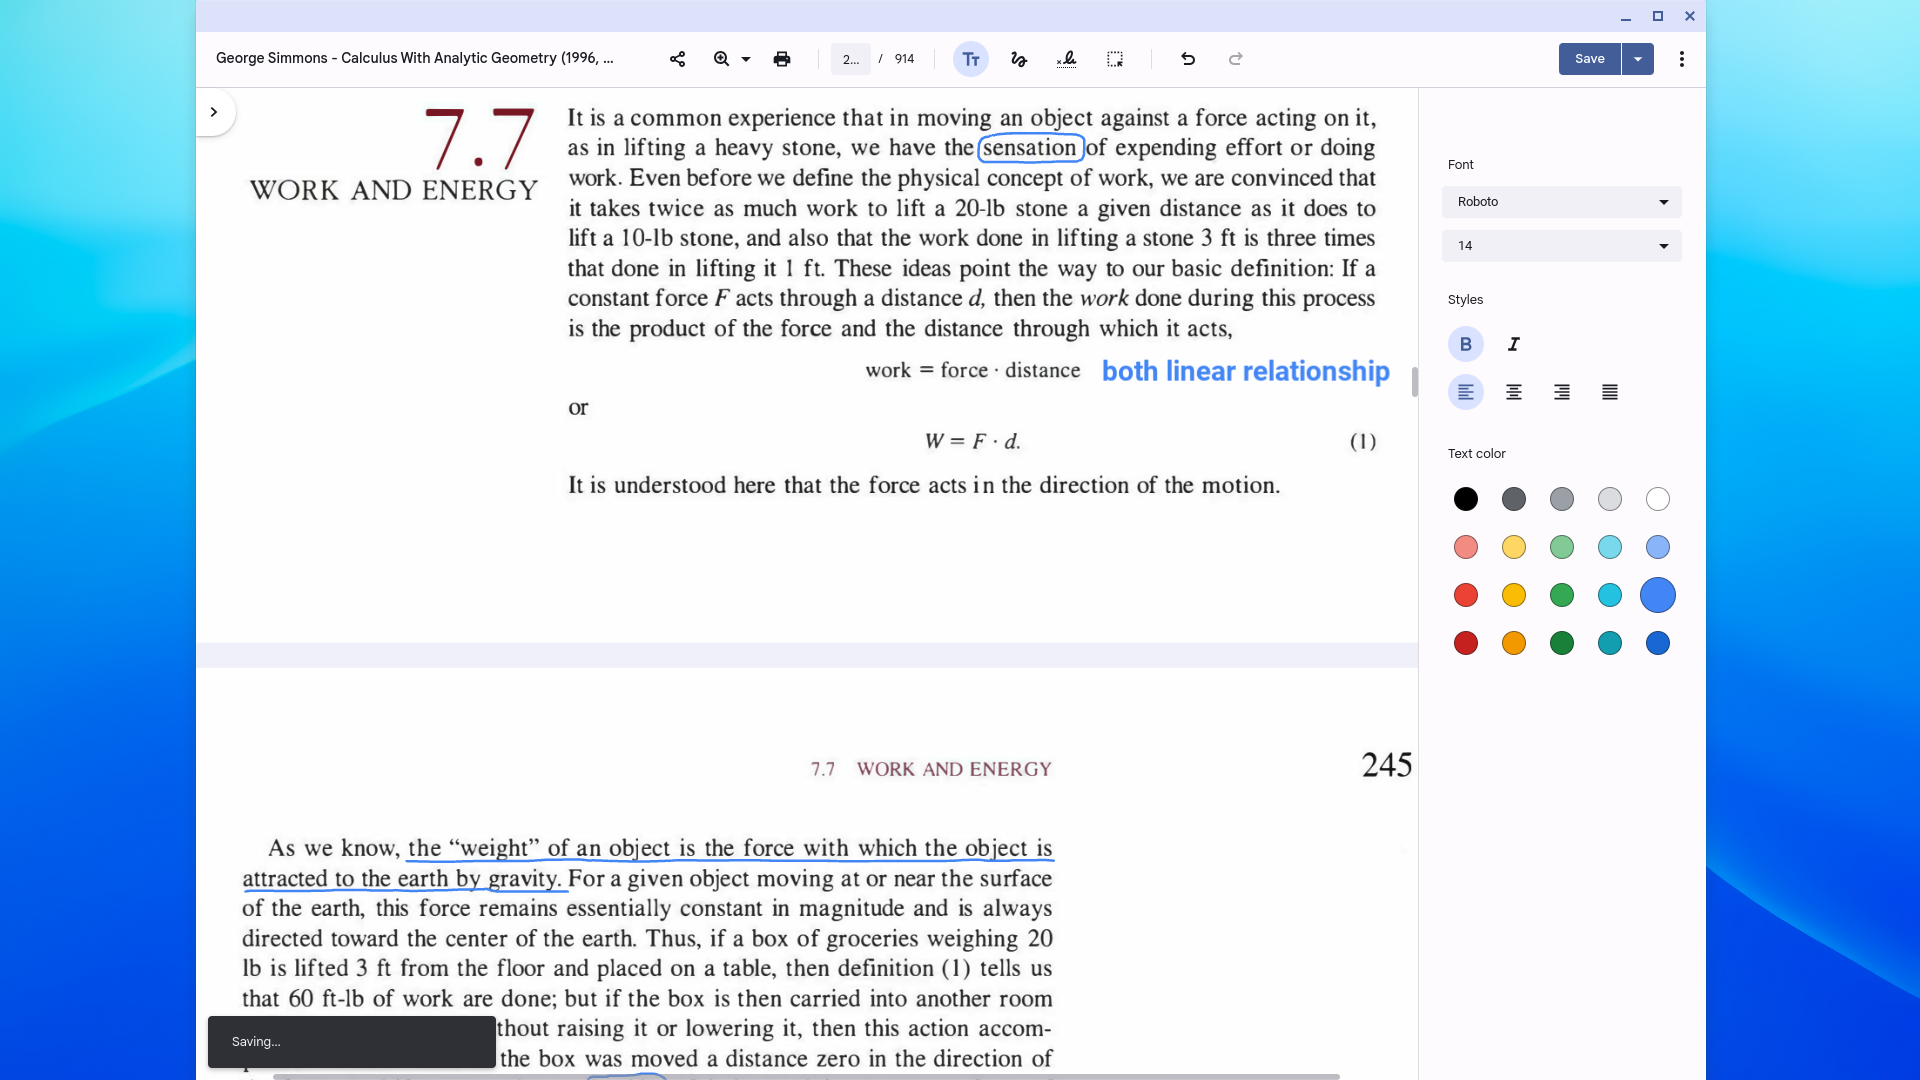 George Simmons - Calculus With Analytic Geometry (1996, ...
2... / 914
Save
7.7
WORK AND ENERGY
It is a common experience that in moving an object against a force acting on it,
as in lifting a heavy stone, we have the sensation of expending effort or doing
work. Even before we define the physical concept of work, we are convinced that
it takes twice as much work to lift a 20-lb stone a given distance as it does to
lift a 10-lb stone, and also that the work done in lifting a stone 3 ft is three times
that done in lifting it 1 ft. These ideas point the way to our basic definition: If a
constant force F acts through a distance d, then the work done during this process
is the product of the force and the distance through which it acts,
work = force · distance both linear relationship
or
W = F · d. (1)
It is understood here that the force acts in the direction of the motion.
7.7 WORK AND ENERGY 245
As we know, the “weight” of an object is the force with which the object is
attracted to the earth by gravity. For a given object moving at or near the surface
of the earth, this force remains essentially constant in magnitude and is always
directed toward the center of the earth. Thus, if a box of groceries weighing 20
lb is lifted 3 ft from the floor and placed on a table, then definition (1) tells us
that 60 ft-lb of work are done; but if the box is then carried into another room
thout raising it or lowering it, then this action accom-
the box was moved a distance zero in the direction of
Saving...
Font
Roboto
14
Styles
B I
Text color